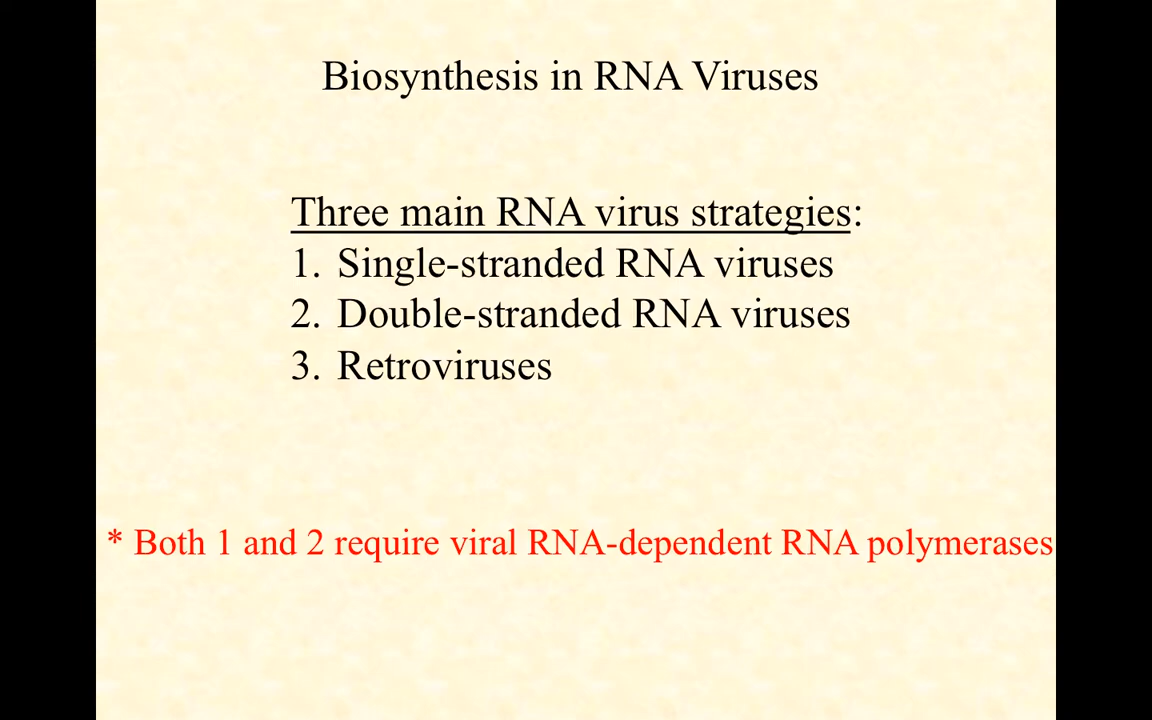 Biosynthesis in RNA Viruses
Three main RNA virus strategies:
1. Single-stranded RNA viruses
2. Double-stranded RNA viruses
3. Retroviruses
* Both 1 and 2 require viral RNA-dependent RNA polymerases